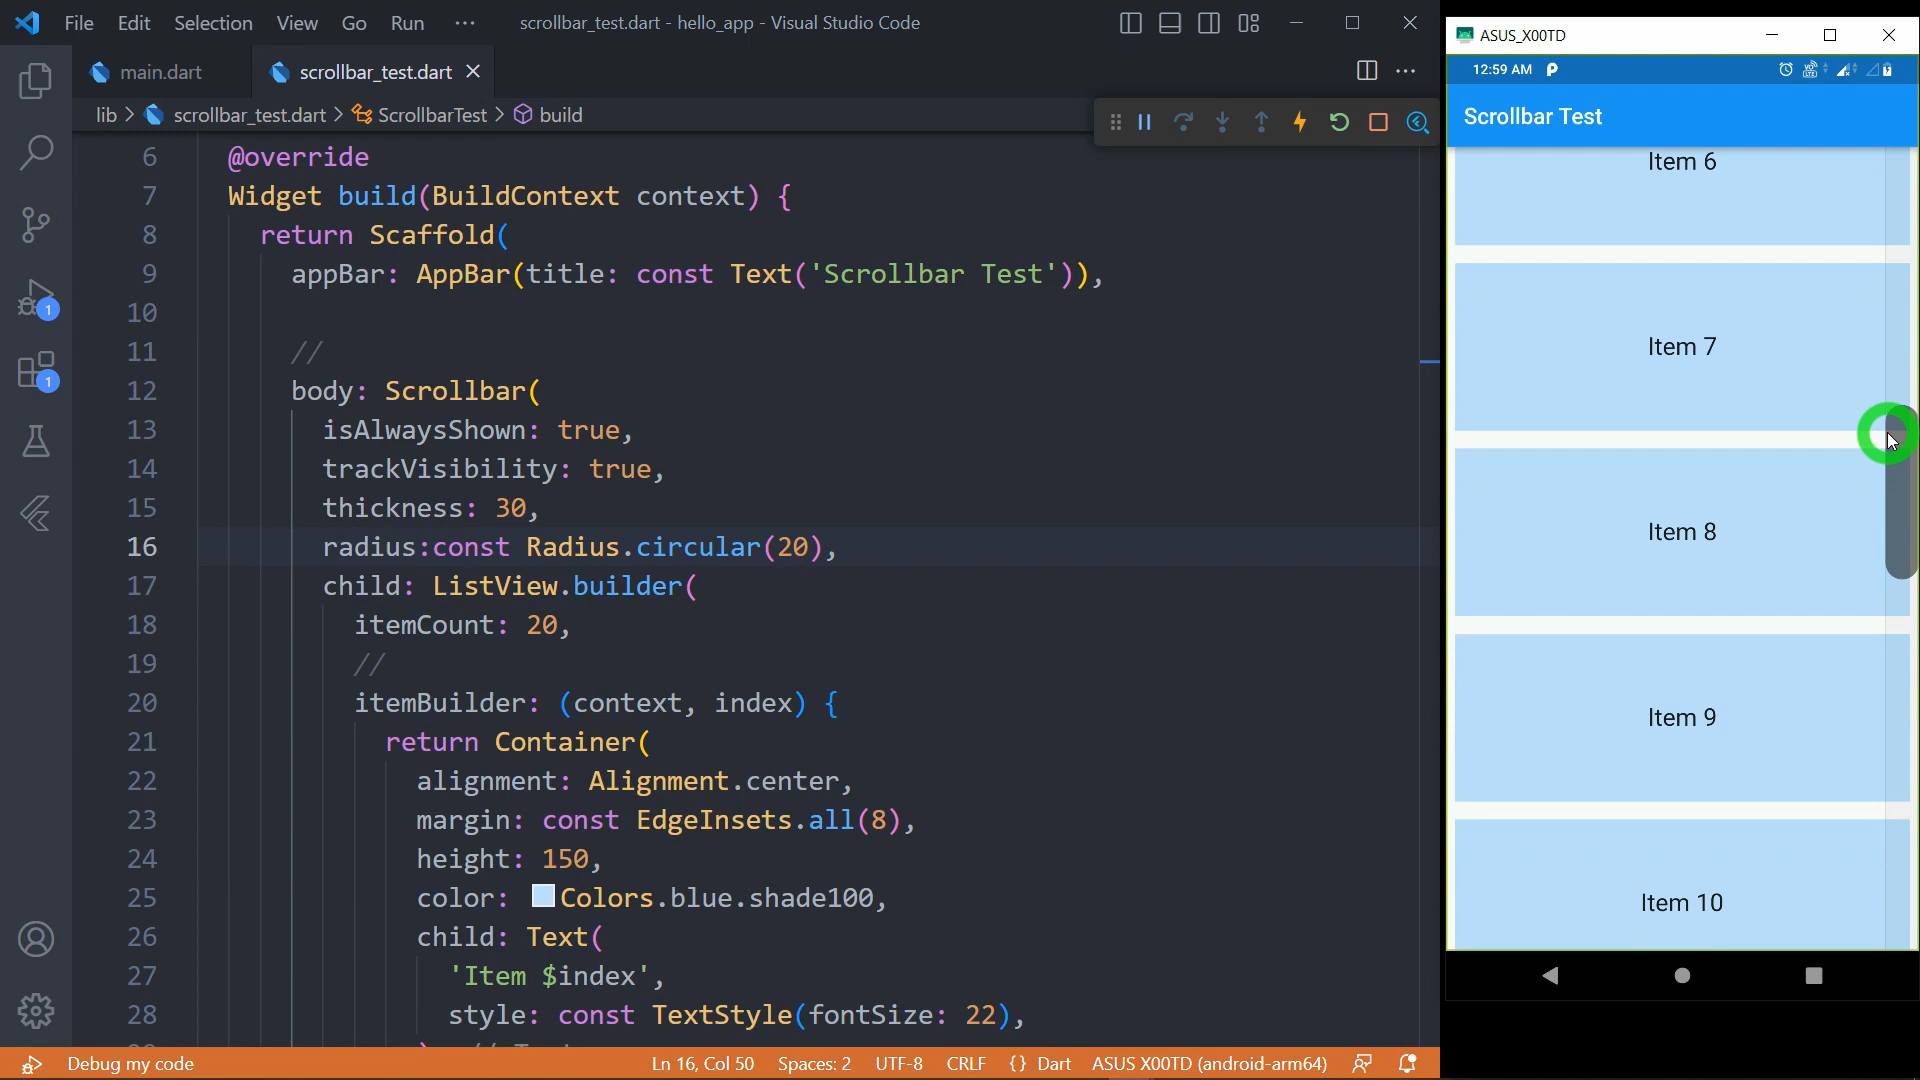 File Edit Selection View Go Run ··· scrollbar_test.dart - hello_app - Visual Studio Code
main.dart scrollbar_test.dart
lib > scrollbar_test.dart > ScrollbarTest > build
6 @override
7 Widget build(BuildContext context) {
8 return Scaffold(
9 appBar: AppBar(title: const Text('Scrollbar Test')),
10
11 //
12 body: Scrollbar(
13 isAlwaysShown: true,
14 trackVisibility: true,
15 thickness: 30,
16 radius:const Radius.circular(20),
17 child: ListView.builder(
18 itemCount: 20,
19 //
20 itemBuilder: (context, index) {
21 return Container(
22 alignment: Alignment.center,
23 margin: const EdgeInsets.all(8),
24 height: 150,
25 color: Colors.blue.shade100,
26 child: Text(
27 'Item $index',
28 style: const TextStyle(fontSize: 22),
1
1
Debug my code Ln 16, Col 50 Spaces: 2 UTF-8 CRLF {} Dart ASUS X00TD (android-arm64)
ASUS_X00TD
12:59 AM
Scrollbar Test
Item 6
Item 7
Item 8
Item 9
Item 10